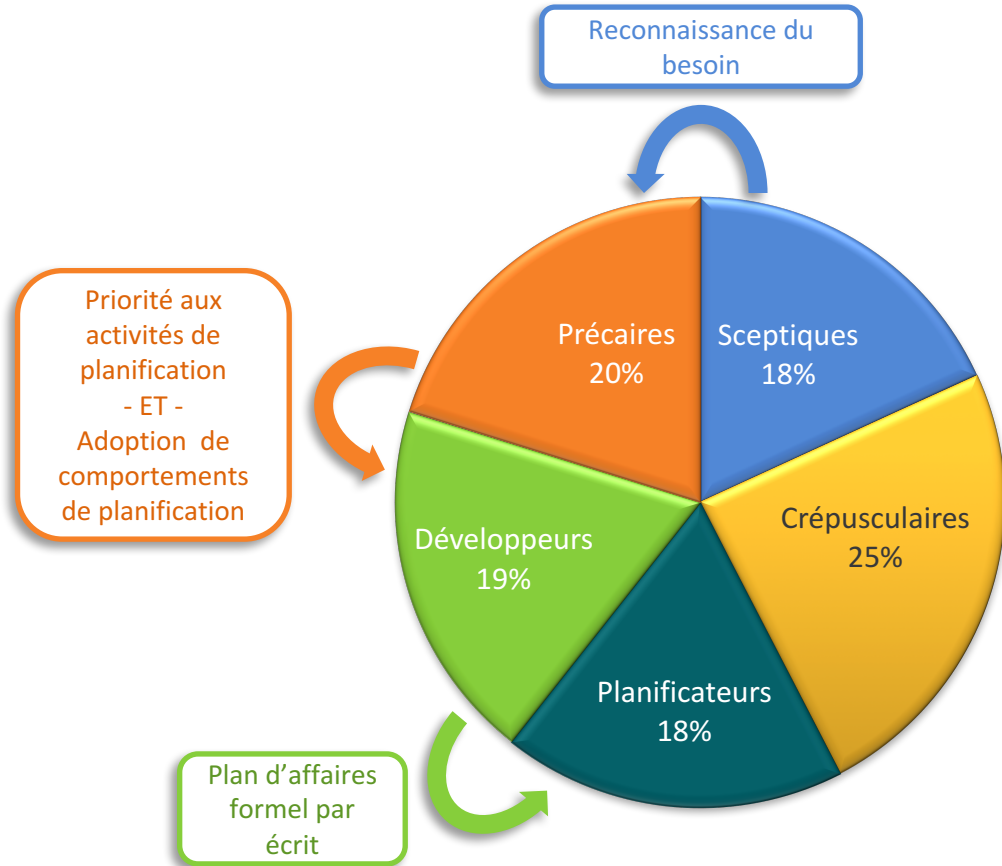 Reconnaissance du
besoin
Priorité aux
activités de
planification
- ET -
Adoption de
comportements
de planification
Précaires
20%
Sceptiques
18%
Crépusculaires
25%
Développeurs
19%
Planificateurs
18%
Plan d’affaires
formel par
écrit